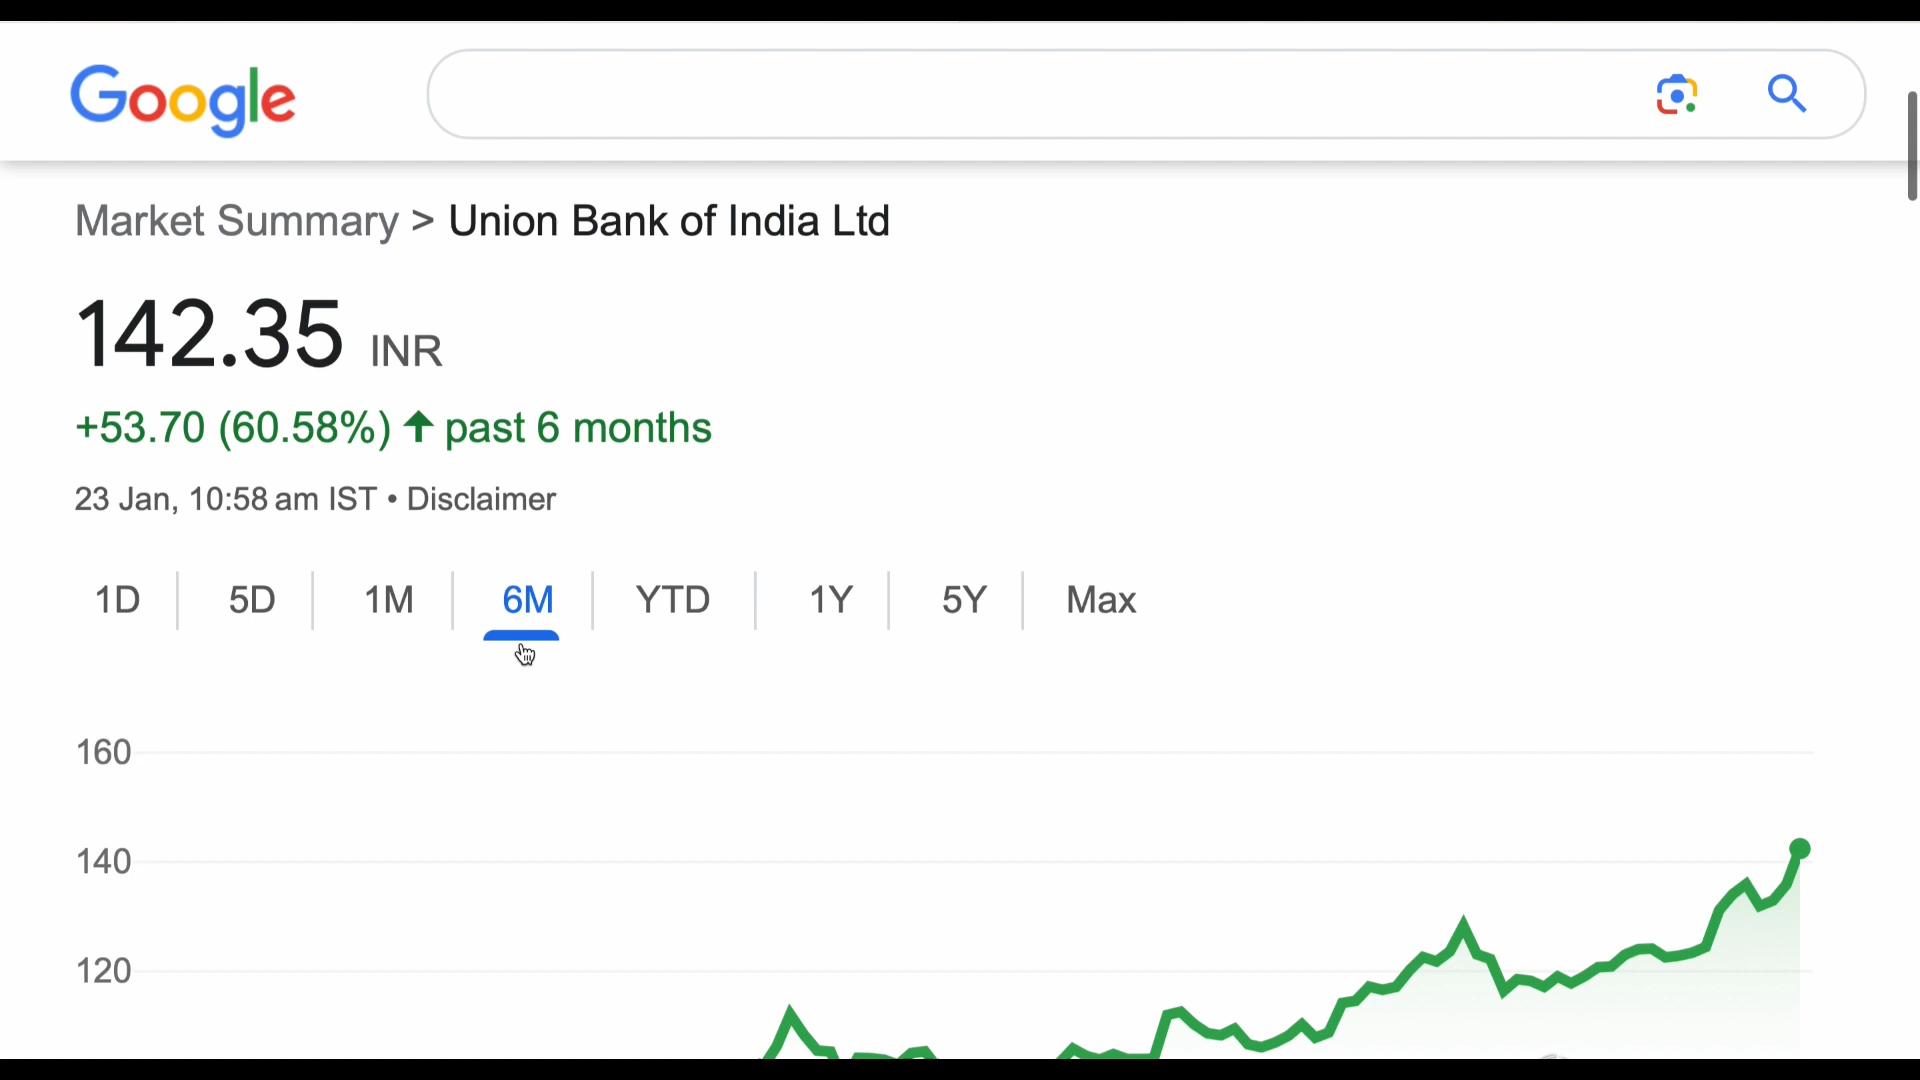 Google
Market Summary > Union Bank of India Ltd
142.35 INR
+53.70 (60.58%) ↑ past 6 months
23 Jan, 10:58 am IST • Disclaimer
1D 5D 1M 6M YTD 1Y 5Y Max
160
140
120